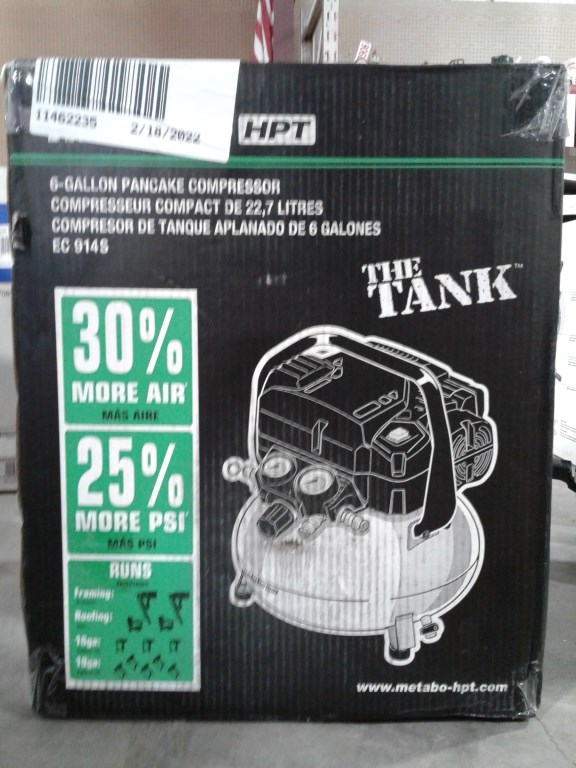 11462235 2/18/2022
HPT
6-GALLON PANCAKE COMPRESSOR
COMPRESSEUR COMPACT DE 22,7 LITRES
COMPRESOR DE TANQUE APLANADO DE 6 GALONES
EC 914S
THE
TANK™
30%
MORE AIR
MÁS AIRE
25%
MORE PSI
MÁS PSI
RUNS
Framing:
Roofing:
16ga:
18ga:
www.metabo-hpt.com